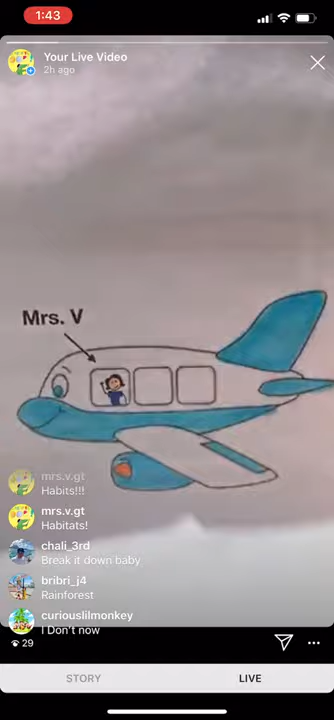 1:43
Your Live Video
2h ago
Mrs. V
mrs.v.gt
Habits!!!
mrs.v.gt
Habitats!
chali_3rd
Break it down baby
bribri_j4
Rainforest
curiouslilmonkey
I Don't now
29
STORY
LIVE